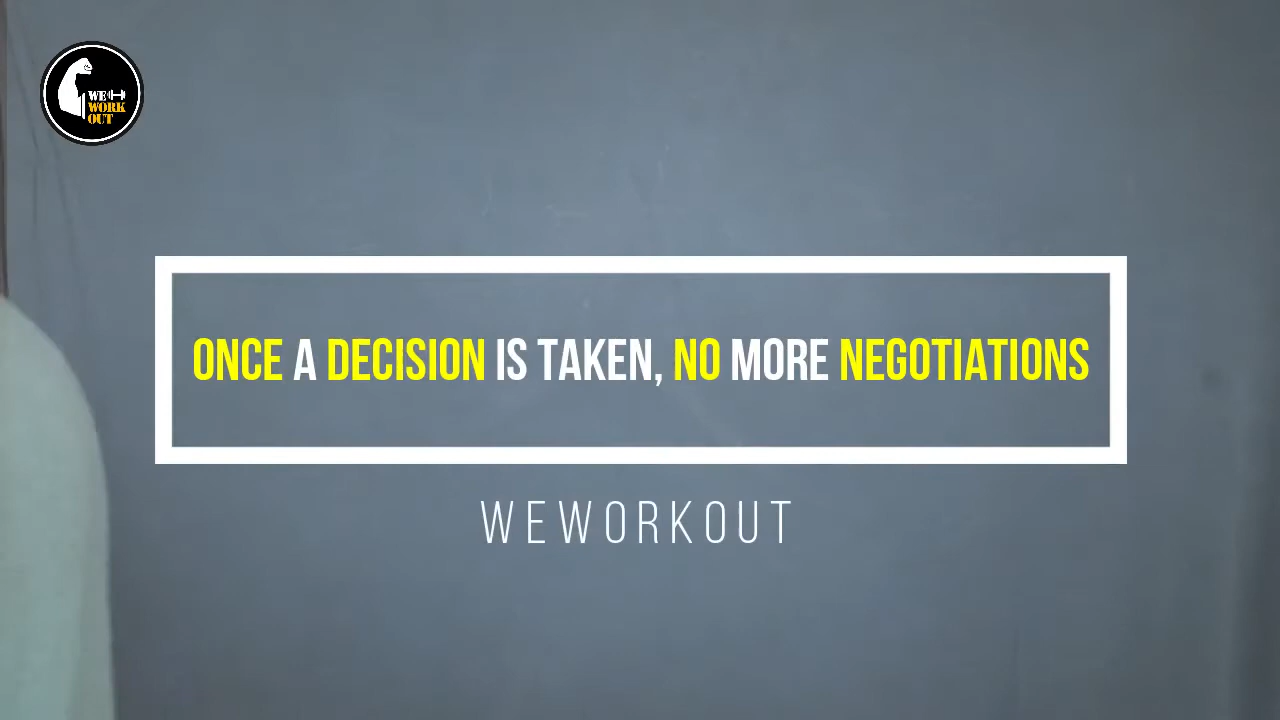 WE
WORK
OUT
ONCE A DECISION IS TAKEN, NO MORE NEGOTIATIONS
WEWORKOUT